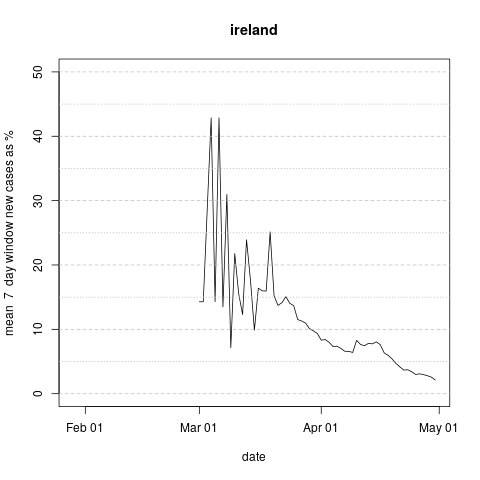 ireland
mean 7 day window new cases as %
50
40
30
20
10
0
Feb 01
Mar 01
Apr 01
May 01
date